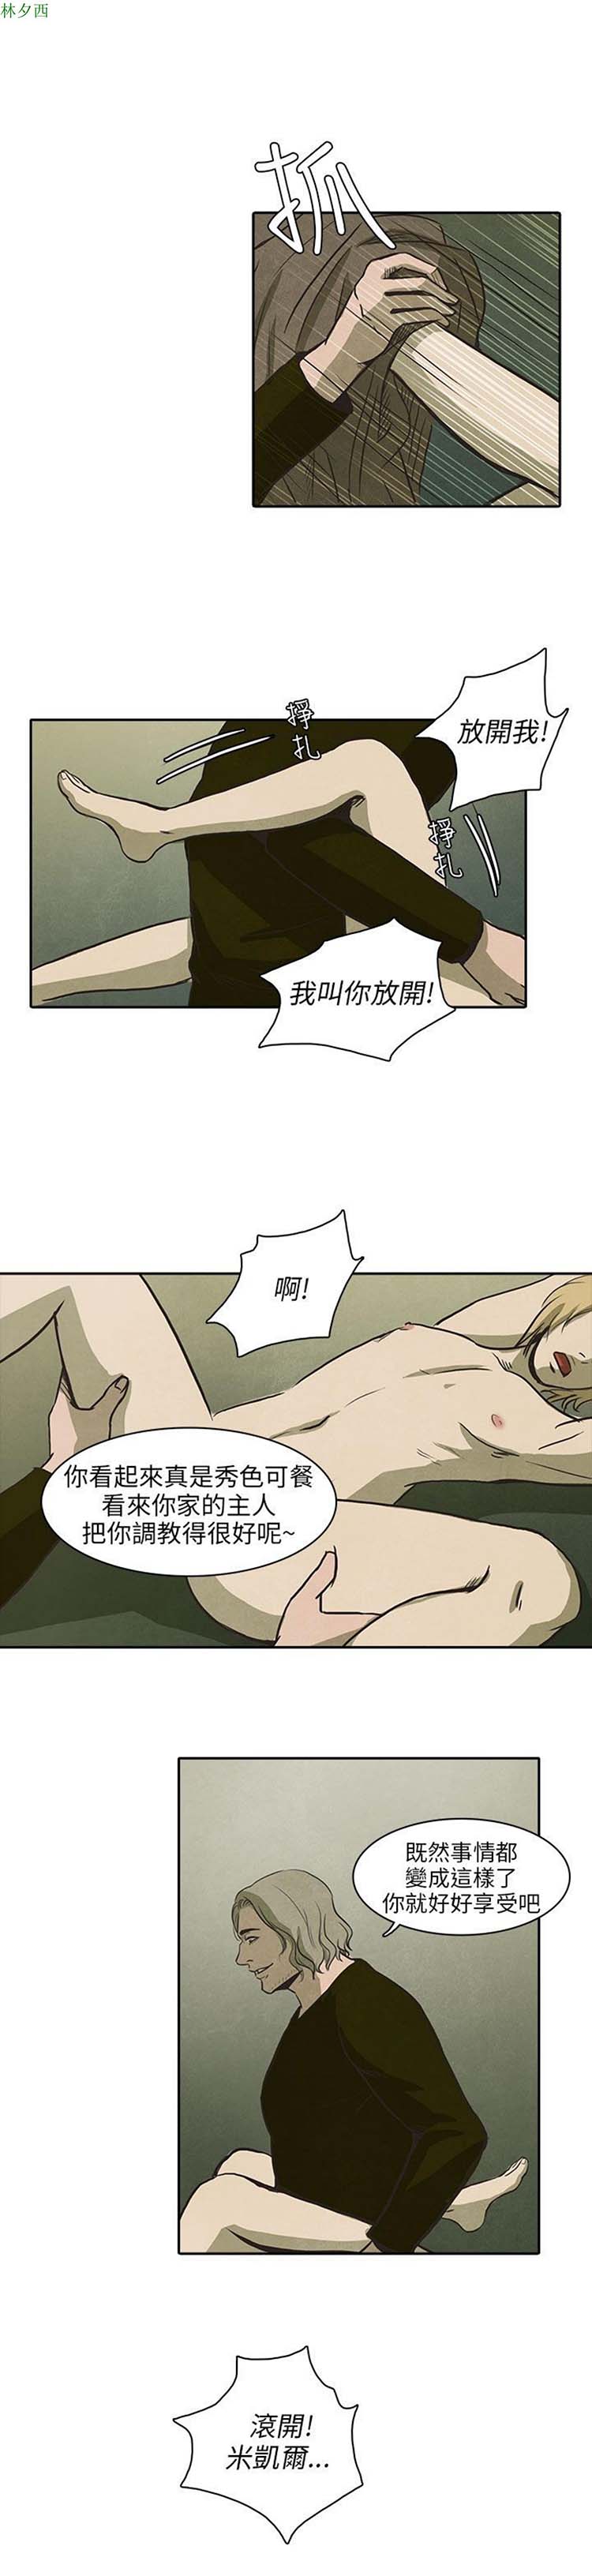 林夕西
抓
放開我!
掙扎
掙扎
我叫你放開!
啊!
你看起來真是秀色可餐
看來你家的主人
把你調教得很好呢~
既然事情都
變成這樣了
你就好好享受吧
滾開!
米凱爾...